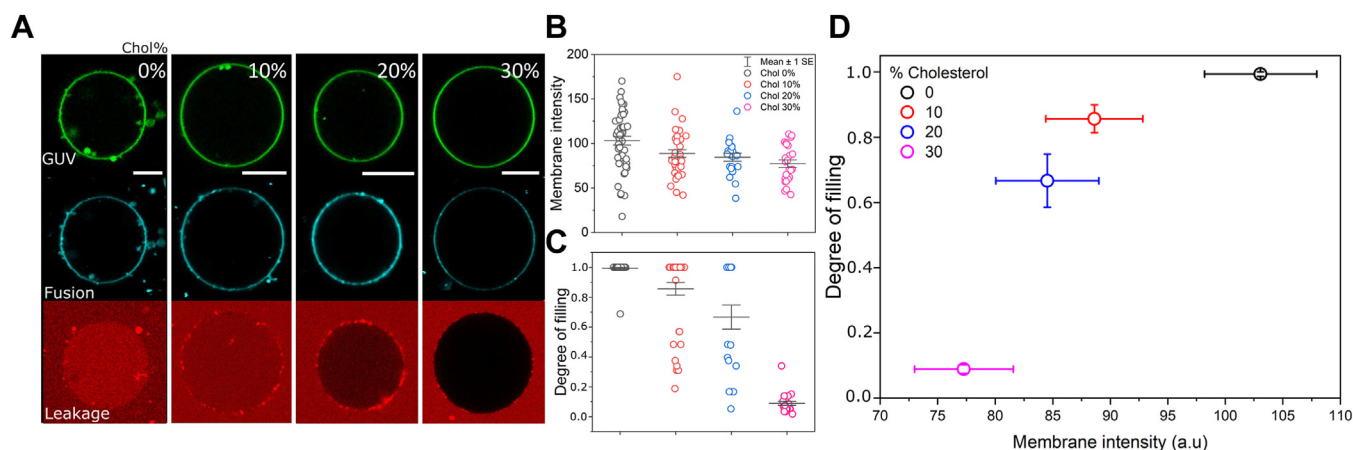 A
Chol%
0%
10%
20%
30%
GUV
Fusion
Leakage
B
Membrane intensity
200
150
100
50
0
Mean ± 1 SE
Chol 0%
Chol 10%
Chol 20%
Chol 30%
C
Degree of filling
1.0
0.8
0.6
0.4
0.2
0.0
D
Degree of filling
1.0
0.8
0.6
0.4
0.2
0.0
% Cholesterol
0
10
20
30
70 75 80 85 90 95 100 105 110
Membrane intensity (a.u)